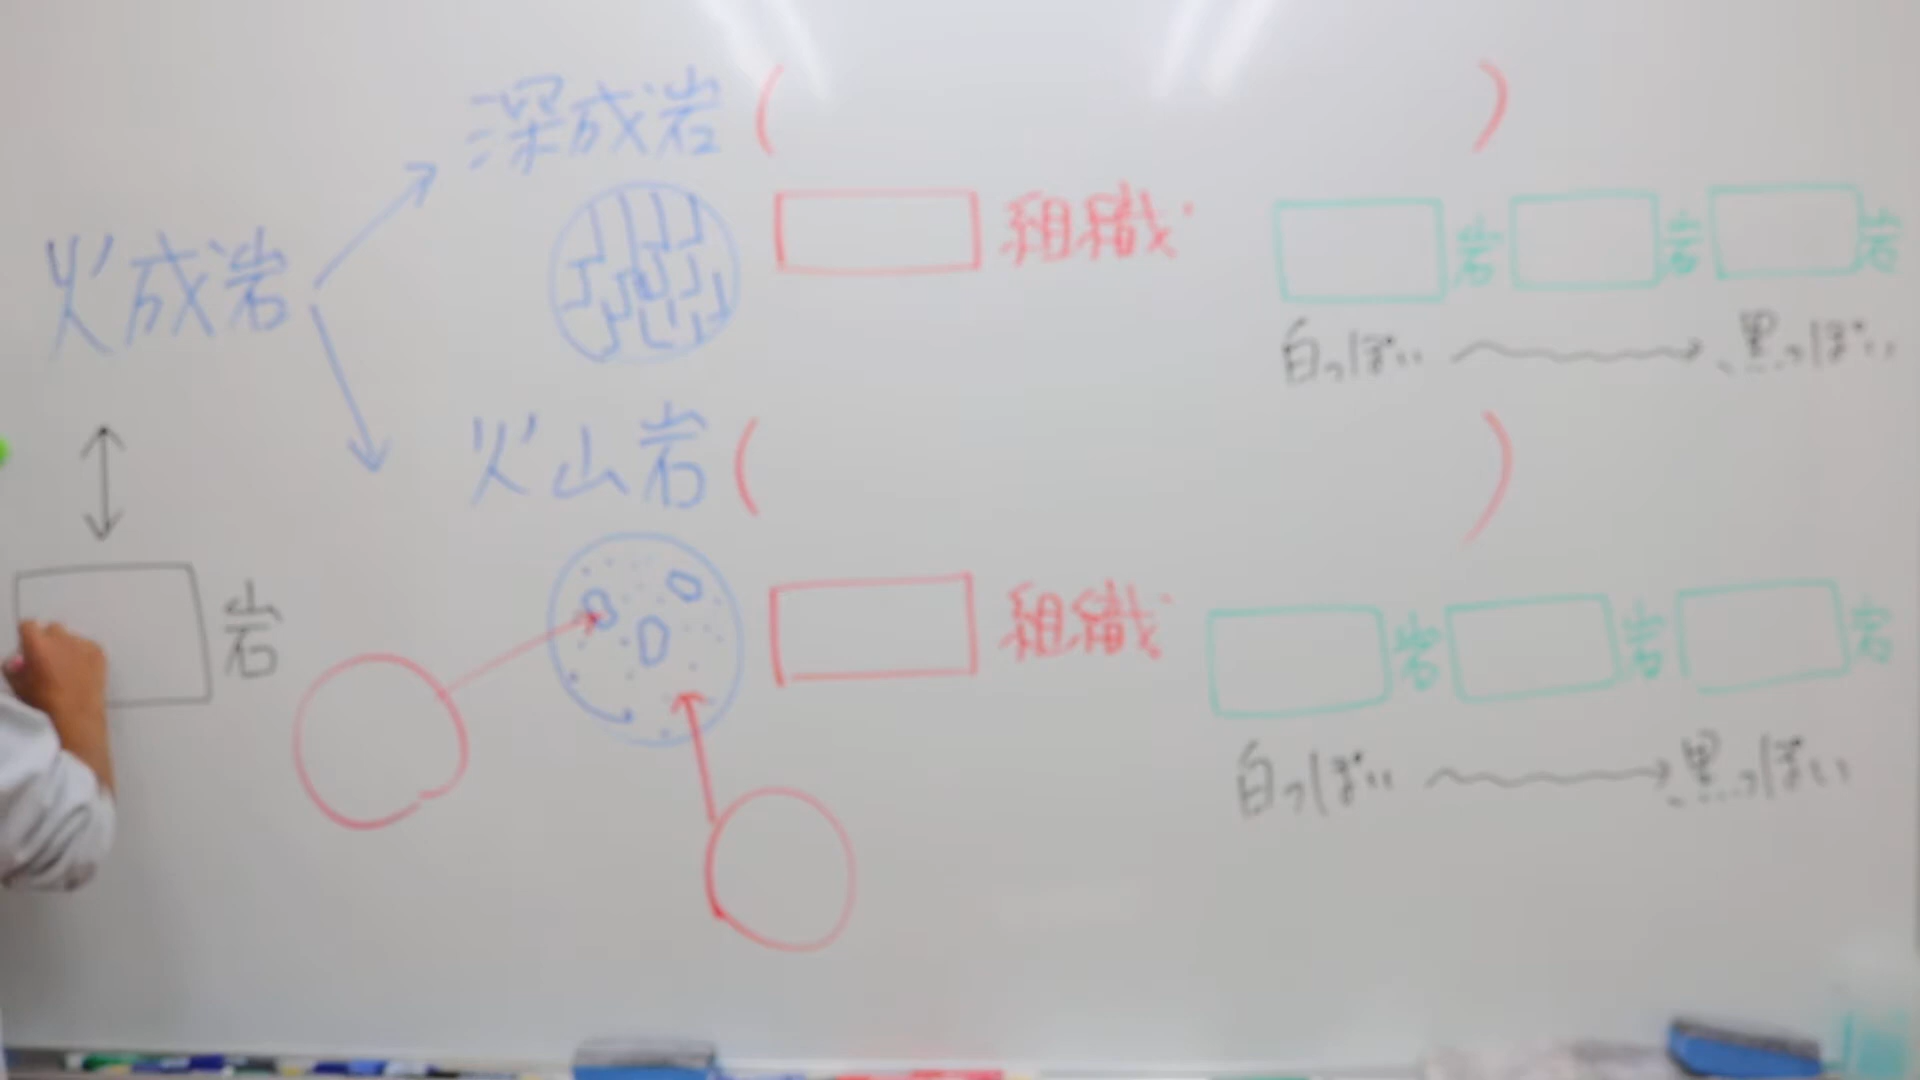 深成岩 ( )
火成岩
組織
岩 岩 岩
白っぽい 黒っぽい
火山岩 ( )
岩
組織
岩 岩 岩
白っぽい 黒っぽい